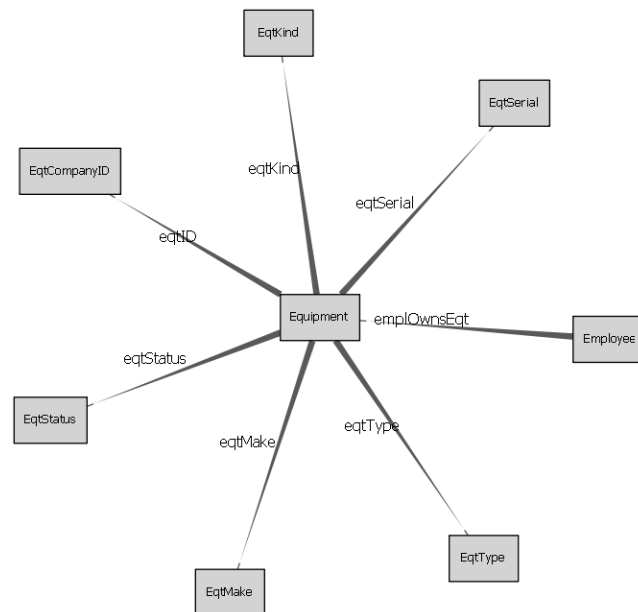 EqtKind
EqtSerial
EqtCompanyID
eqtKind
eqtSerial
eqtID
Equipment
emplOwnsEqt
Employee
eqtStatus
EqtStatus
eqtMake
eqtType
EqtType
EqtMake